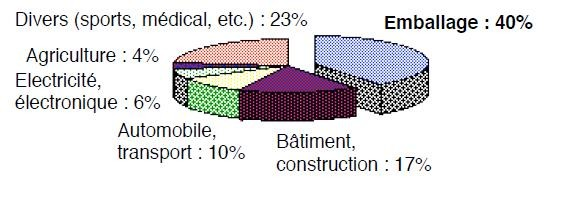 Divers (sports, médical, etc.) : 23%
Emballage : 40%
Agriculture : 4%
Electricité,
électronique : 6%
Automobile,
transport : 10%
Bâtiment,
construction : 17%